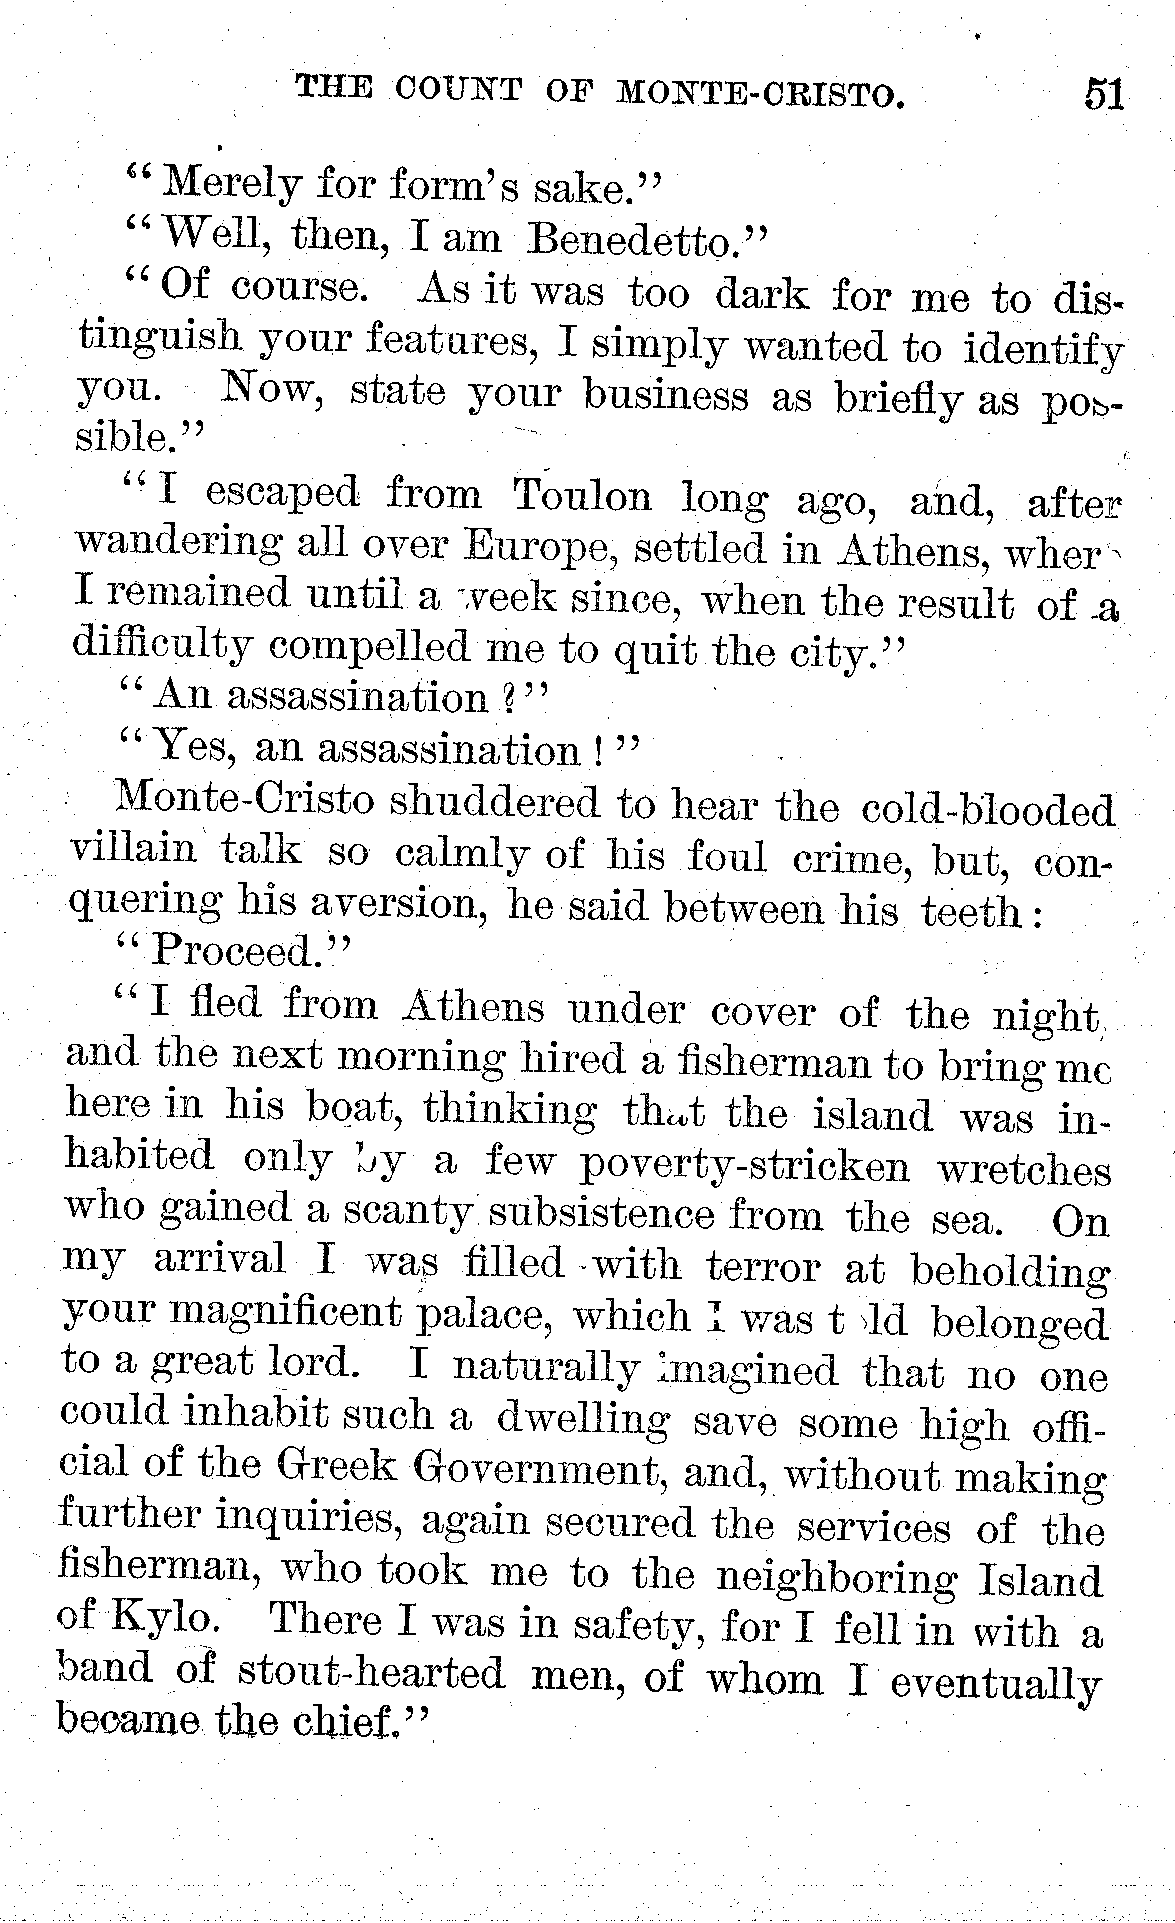 THE COUNT OF MONTE-CRISTO. 51
"Merely for form's sake."
"Well, then, I am Benedetto."
"Of course. As it was too dark for me to dis-
tinguish your features, I simply wanted to identify
you. Now, state your business as briefly as pos-
sible."
"I escaped from Toulon long ago, and, after
wandering all over Europe, settled in Athens, where
I remained until a week since, when the result of a
difficulty compelled me to quit the city."
"An assassination?"
"Yes, an assassination!"
Monte-Cristo shuddered to hear the cold-blooded
villain talk so calmly of his foul crime, but, con-
quering his aversion, he said between his teeth:
"Proceed."
"I fled from Athens under cover of the night,
and the next morning hired a fisherman to bring me
here in his boat, thinking that the island was in-
habited only by a few poverty-stricken wretches
who gained a scanty subsistence from the sea. On
my arrival I was filled with terror at beholding
your magnificent palace, which I was told belonged
to a great lord. I naturally imagined that no one
could inhabit such a dwelling save some high offi-
cial of the Greek Government, and, without making
further inquiries, again secured the services of the
fisherman, who took me to the neighboring Island
of Kylo. There I was in safety, for I fell in with a
band of stout-hearted men, of whom I eventually
became the chief."